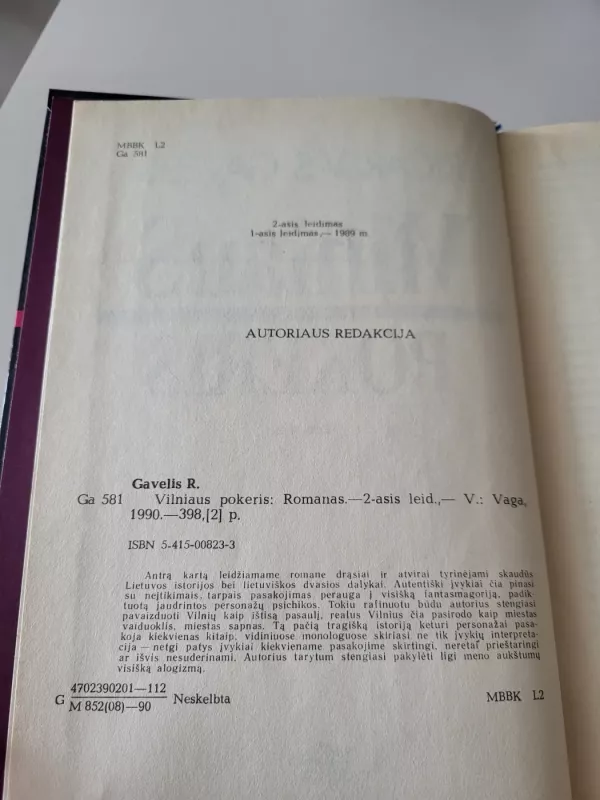 MBBK L2
Ga 581
2-asis leidimas
1-asis leidimas,— 1989 m
AUTORIAUS REDAKCIJA
Gavelis R.
Ga 581 Vilniaus pokeris: Romanas.—2-asis leid.,— V.: Vaga,
1990.—398,[2] p.
ISBN 5-415-00823-3
Antrą kartą leidžiamame romane drąsiai ir atvirai tyrinėjami skaudūs
Lietuvos istorijos bei lietuviškos dvasios dalykai. Autentiški įvykiai čia pinasi
su neįtikimais, tarpais pasakojimas perauga į visišką fantasmagoriją, padik-
tuotą jaudrintos personažų psichikos. Tokiu rafinuotu būdu autorius stengiasi
pavaizduoti Vilnių kaip ištisą pasaulį, realus Vilnius čia pasirodo kaip miestas
vaiduoklis, miestas sapnas. Tą pačią tragišką istoriją keturi personažai pasa-
koja kiekvienas kitaip, vidiniuose monologuose skiriasi ne tik įvykių interpreta-
cija — netgi patys įvykiai kiekviename pasakojime skirtingi, neretai prieštaringi
ar išvis nesuderinami. Autorius tarytum stengiasi pakylėti ligi meno aukštumų
visišką alogizmą.
G 4702390201—112
M 852(08)—90 Neskelbta
MBBK L2